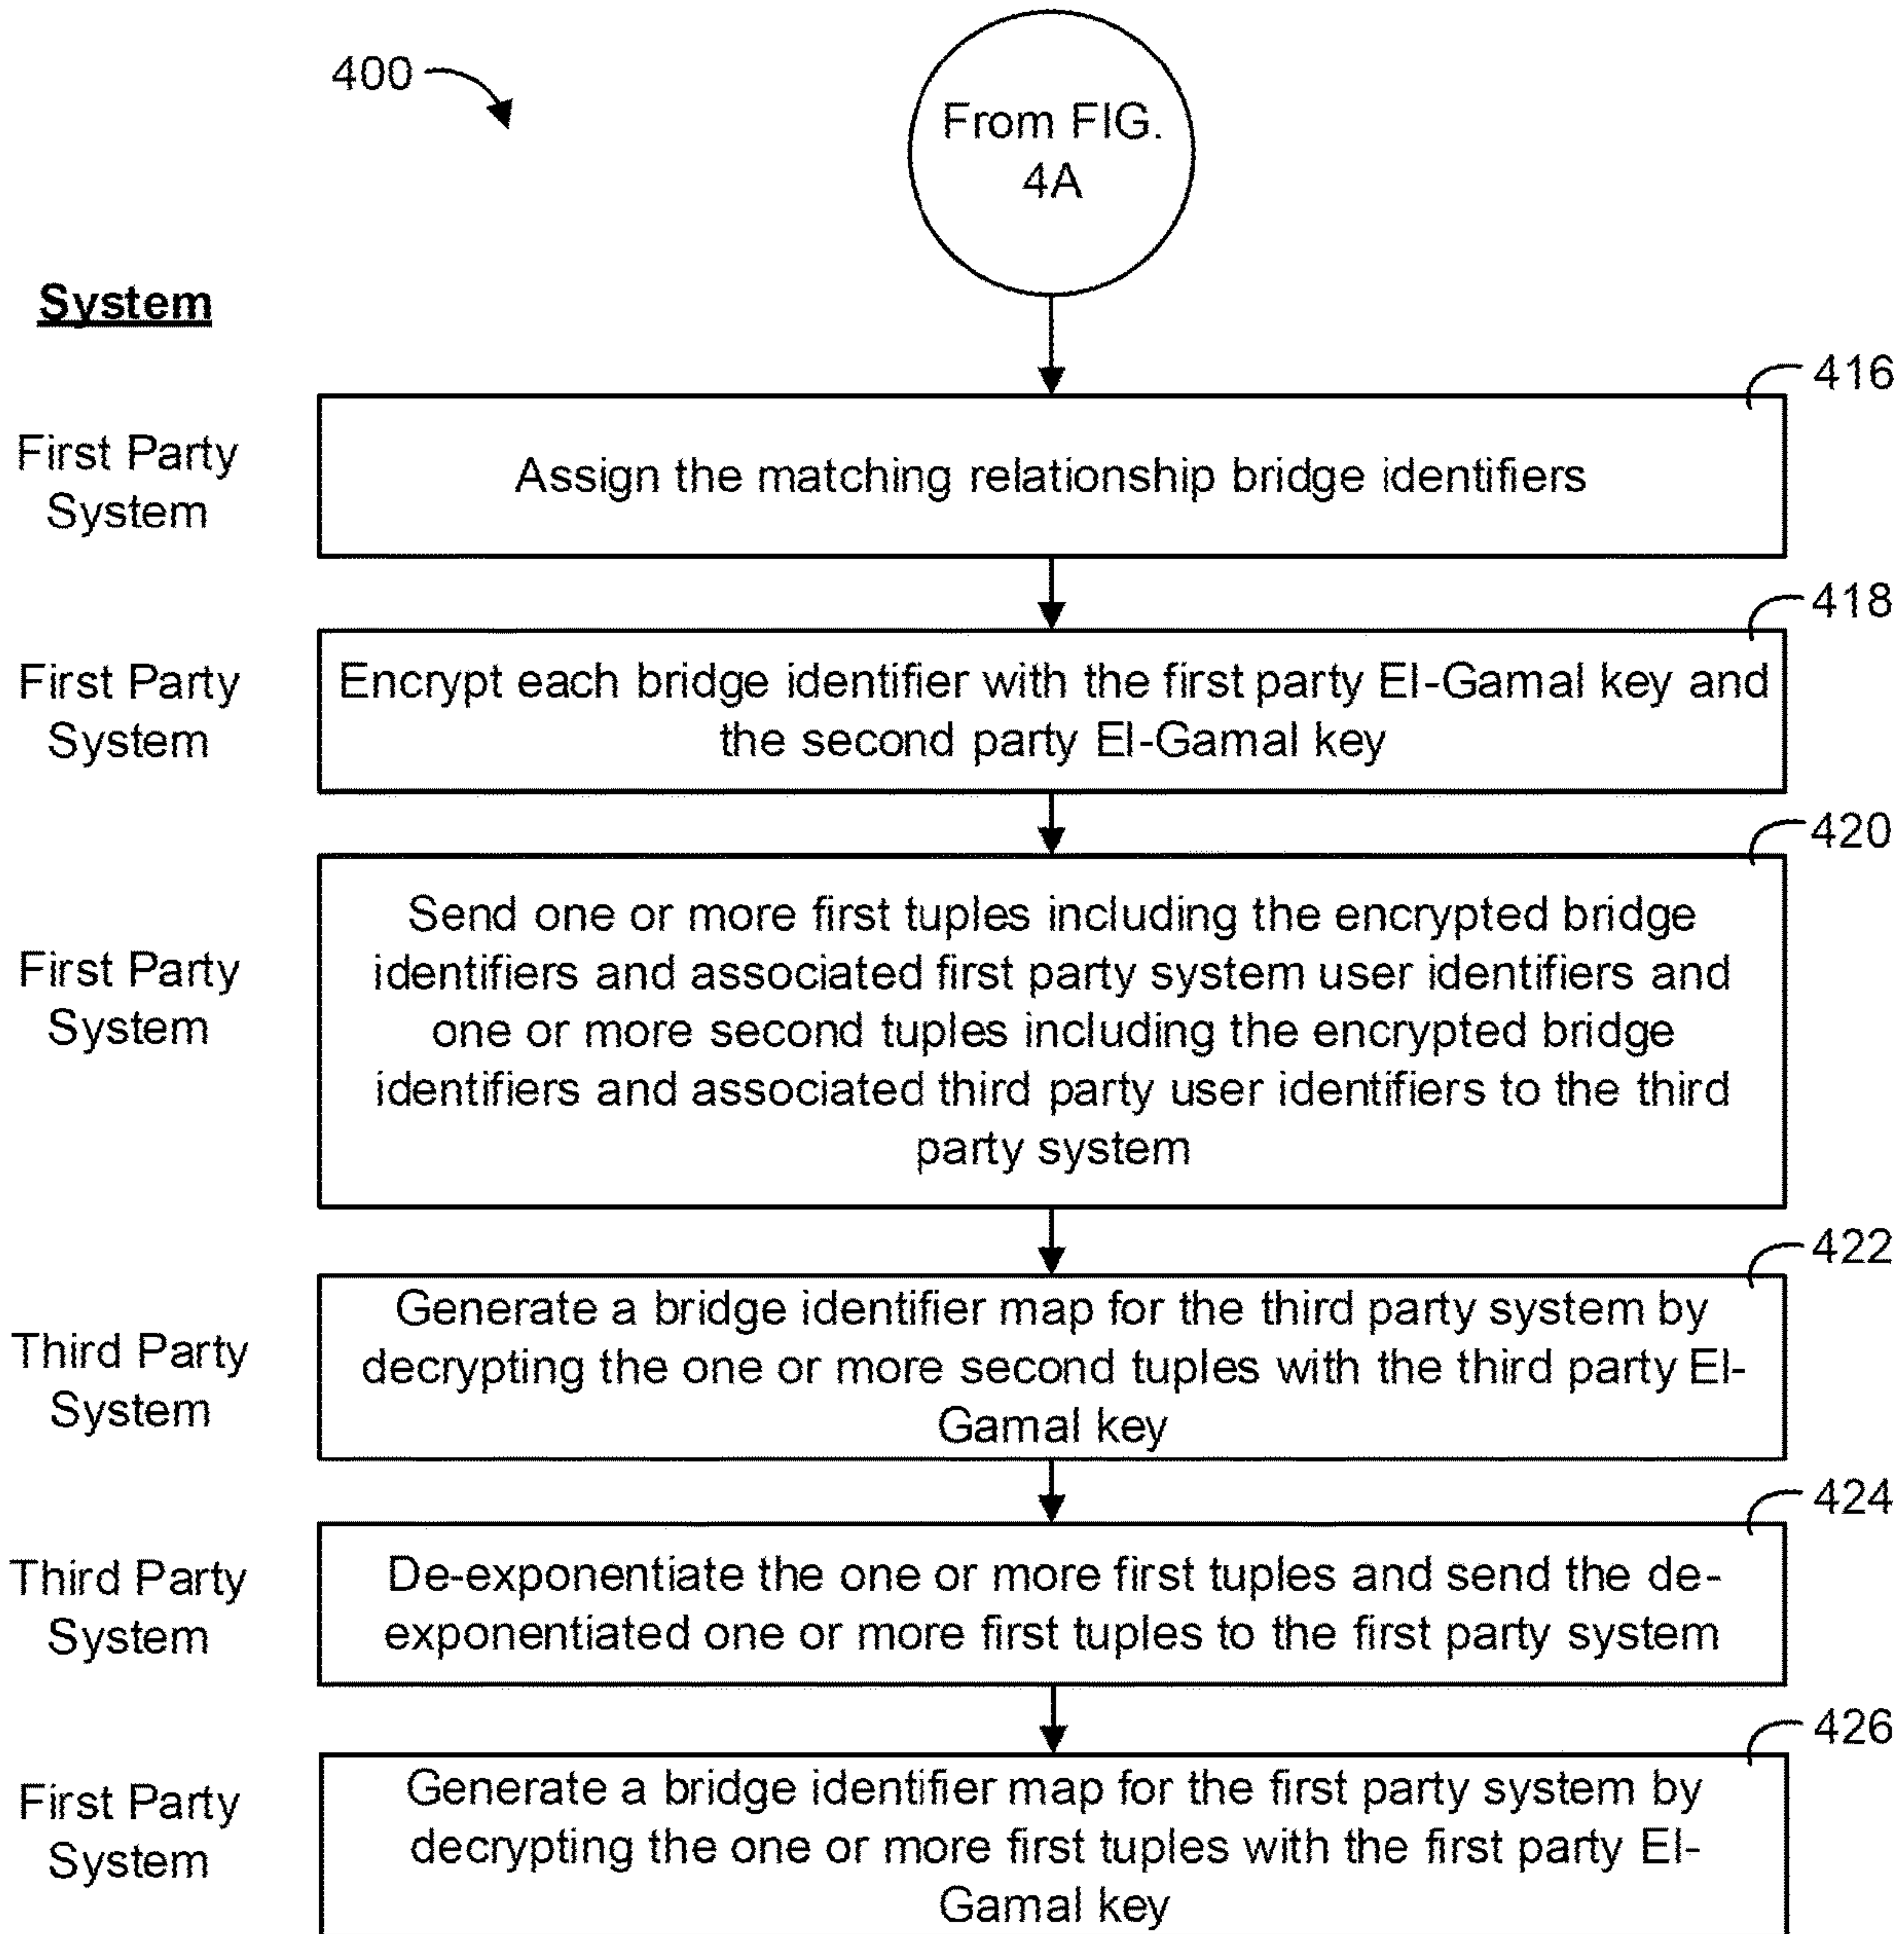 400
From FIG.
4A
System
416
First Party
System
Assign the matching relationship bridge identifiers
418
First Party
System
Encrypt each bridge identifier with the first party El-Gamal key and
the second party El-Gamal key
420
First Party
System
Send one or more first tuples including the encrypted bridge
identifiers and associated first party system user identifiers and
one or more second tuples including the encrypted bridge
identifiers and associated third party user identifiers to the third
party system
422
Third Party
System
Generate a bridge identifier map for the third party system by
decrypting the one or more second tuples with the third party El-
Gamal key
424
Third Party
System
De-exponentiate the one or more first tuples and send the de-
exponentiated one or more first tuples to the first party system
426
First Party
System
Generate a bridge identifier map for the first party system by
decrypting the one or more first tuples with the first party El-
Gamal key